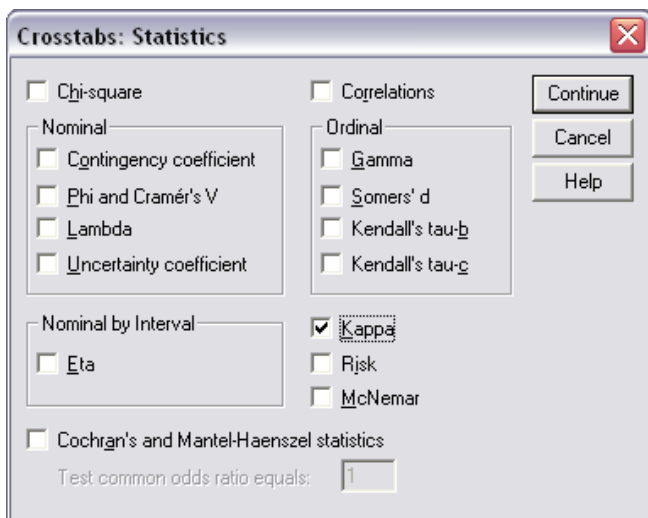 Crosstabs: Statistics
Chi-square
Correlations
Continue
Cancel
Help
Nominal
Contingency coefficient
Phi and Cramér's V
Lambda
Uncertainty coefficient
Ordinal
Gamma
Somers' d
Kendall's tau-b
Kendall's tau-c
Nominal by Interval
Eta
Kappa
Risk
McNemar
Cochran's and Mantel-Haenszel statistics
Test common odds ratio equals: 1